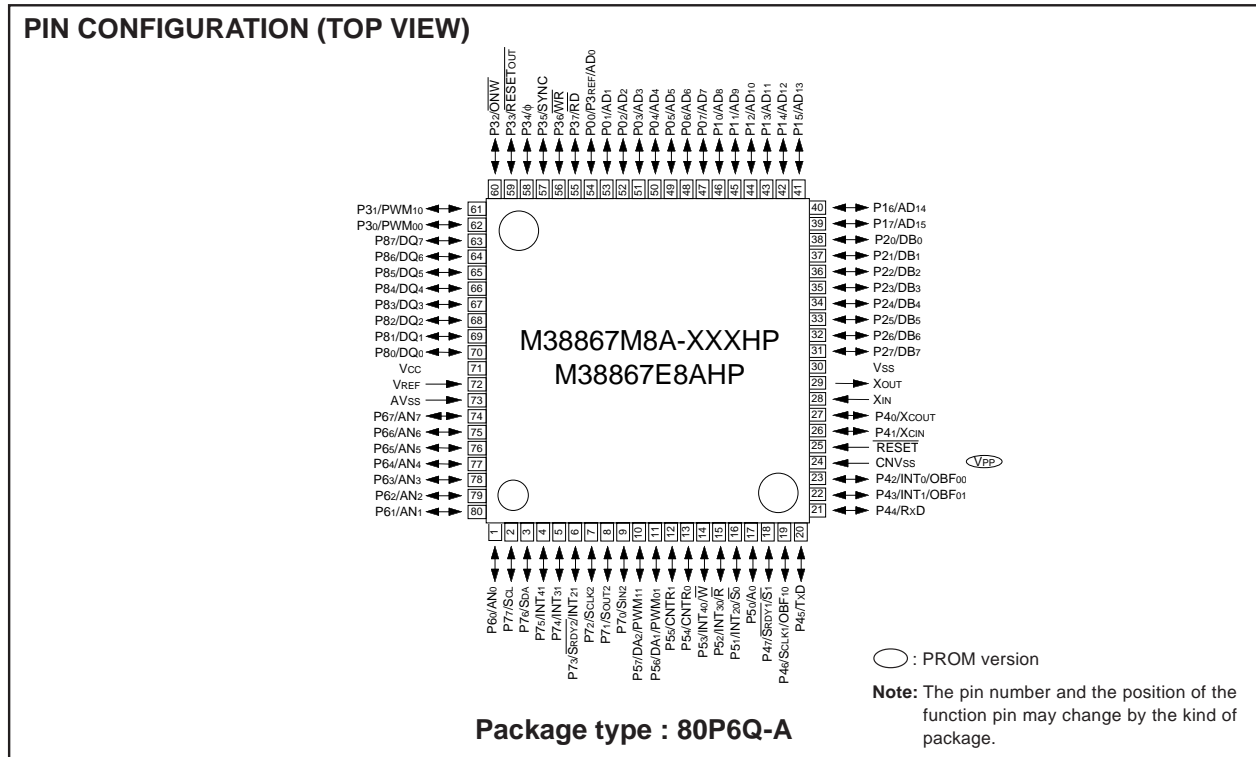 PIN CONFIGURATION (TOP VIEW)
P32/ONW
P33/RESETOUT
P34/φ
P35/SYNC
P36/WR
P37/RD
P00/P3REF/AD0
P01/AD1
P02/AD2
P03/AD3
P04/AD4
P05/AD5
P06/AD6
P07/AD7
P10/AD8
P11/AD9
P12/AD10
P13/AD11
P14/AD12
P15/AD13
60 59 58 57 56 55 54 53 52 51 50 49 48 47 46 45 44 43 42 41
P31/PWM10 61
P30/PWM00 62
P87/DQ7 63
P86/DQ6 64
P85/DQ5 65
P84/DQ4 66
P83/DQ3 67
P82/DQ2 68
P81/DQ1 69
P80/DQ0 70
VCC 71
VREF 72
AVSS 73
P67/AN7 74
P66/AN6 75
P65/AN5 76
P64/AN4 77
P63/AN3 78
P62/AN2 79
P61/AN1 80
M38867M8A-XXXHP
M38867E8AHP
40 P16/AD14
39 P17/AD15
38 P20/DB0
37 P21/DB1
36 P22/DB2
35 P23/DB3
34 P24/DB4
33 P25/DB5
32 P26/DB6
31 P27/DB7
30 VSS
29 XOUT
28 XIN
27 P40/XCOUT
26 P41/XCIN
25 RESET
24 CNVSS VPP
23 P42/INT0/OBF00
22 P43/INT1/OBF01
21 P44/RXD
1 2 3 4 5 6 7 8 9 10 11 12 13 14 15 16 17 18 19 20
P60/AN0
P77/SCL
P76/SDA
P75/INT41
P74/INT31
P73/SRDY2/INT21
P72/SCLK2
P71/SOUT2
P70/SIN2
P57/DA2/PWM11
P56/DA1/PWM01
P55/CNTR1
P54/CNTR0
P53/INT40/W
P52/INT30/R
P51/INT20/S0
P50/A0
P47/SRDY1/S1
P46/SCLK1/OBF10
P45/TXD
: PROM version
Note: The pin number and the position of the
function pin may change by the kind of
package.
Package type : 80P6Q-A